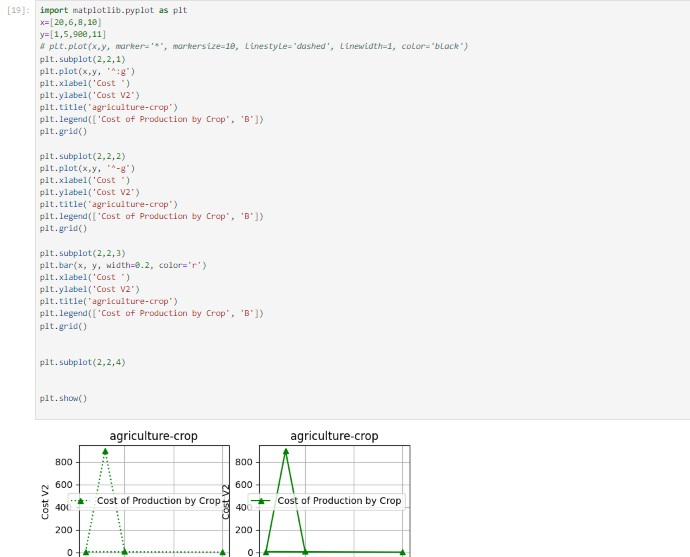 [19]:
import matplotlib.pyplot as plt
x=[20,6,8,10]
y=[1,5,900,11]
# plt.plot(x,y, marker='*', markersize=10, linestyle='dashed', linewidth=1, color='black')
plt.subplot(2,2,1)
plt.plot(x,y, '^:g')
plt.xlabel('Cost ')
plt.ylabel('Cost V2')
plt.title('agriculture-crop')
plt.legend(['Cost of Production by Crop', 'B'])
plt.grid()
plt.subplot(2,2,2)
plt.plot(x,y, '^-g')
plt.xlabel('Cost ')
plt.ylabel('Cost V2')
plt.title('agriculture-crop')
plt.legend(['Cost of Production by Crop', 'B'])
plt.grid()
plt.subplot(2,2,3)
plt.bar(x, y, width=0.2, color='r')
plt.xlabel('Cost ')
plt.ylabel('Cost V2')
plt.title('agriculture-crop')
plt.legend(['Cost of Production by Crop', 'B'])
plt.grid()
plt.subplot(2,2,4)
plt.show()
agriculture-crop
Cost V2
800
600
400
200
0
Cost of Production by Crop
agriculture-crop
Cost V2
800
600
400
200
0
Cost of Production by Crop